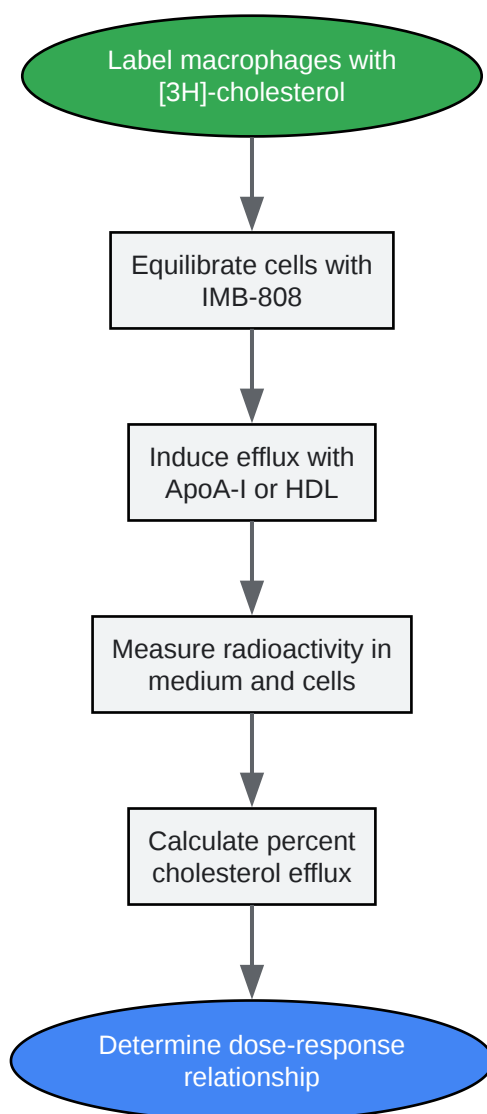 Label macrophages with
[3H]-cholesterol
Equilibrate cells with
IMB-808
Induce efflux with
ApoA-I or HDL
Measure radioactivity in
medium and cells
Calculate percent
cholesterol efflux
Determine dose-response
relationship